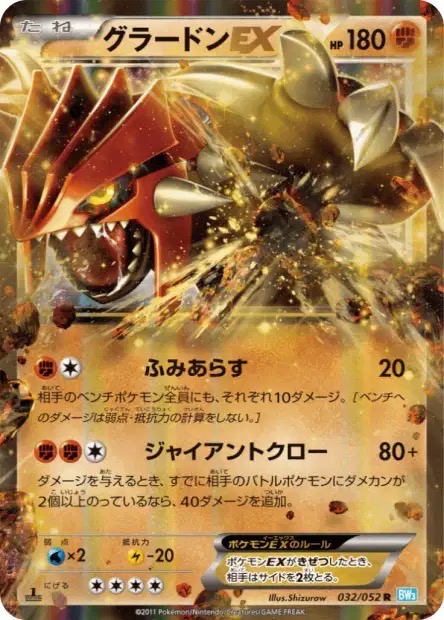 たね グラードンEX HP180
ふみあらす 20
相手のベンチポケモン全員にも、それぞれ10ダメージ。[ベンチへ
のダメージは弱点・抵抗力の計算をしない。]
ジャイアントクロー 80+
ダメージを与えるとき、すでに相手のバトルポケモンにダメカンが
2個以上のっているなら、40ダメージを追加。
弱点 抵抗力
×2 -20
ポケモンEXのルール
ポケモンEXがきぜつしたとき、
相手はサイドを2枚とる。
にげる
Illus.Shizurow 032/052 R BW3
©2011 Pokémon/Nintendo/Creatures/GAME FREAK.